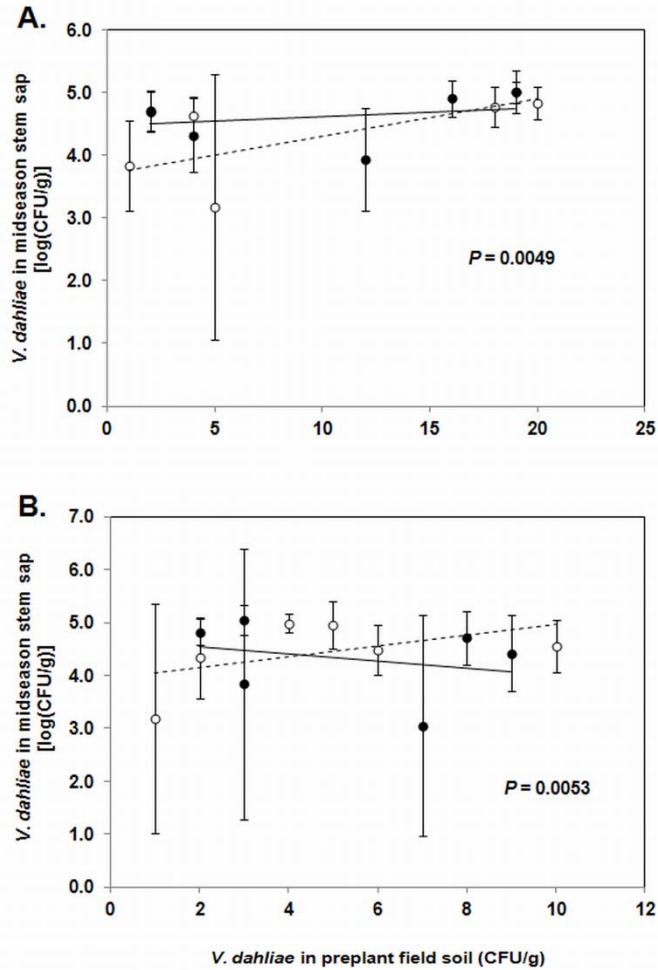 A.
6.0
5.0
4.0
3.0
2.0
1.0
0.0
V. dahliae in midseason stem sap
[log(CFU/g)]
P = 0.0049
0 5 10 15 20 25
B.
7.0
6.0
5.0
4.0
3.0
2.0
1.0
0.0
V. dahliae in midseason stem sap
[log(CFU/g)]
P = 0.0053
0 2 4 6 8 10 12
V. dahliae in preplant field soil (CFU/g)